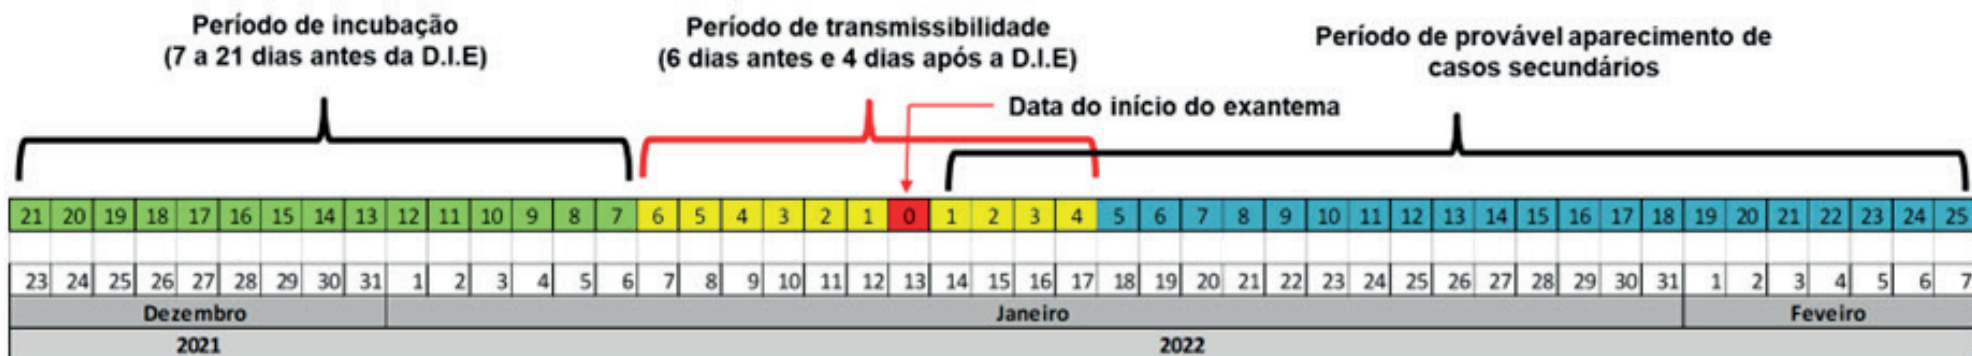 Período de incubação
(7 a 21 dias antes da D.I.E)
Período de transmissibilidade
(6 dias antes e 4 dias após a D.I.E)
Período de provável aparecimento de
casos secundários
Data do início do exantema
21 20 19 18 17 16 15 14 13 12 11 10 9 8 7 6 5 4 3 2 1 0 1 2 3 4 5 6 7 8 9 10 11 12 13 14 15 16 17 18 19 20 21 22 23 24 25
23 24 25 26 27 28 29 30 31 1 2 3 4 5 6 7 8 9 10 11 12 13 14 15 16 17 18 19 20 21 22 23 24 25 26 27 28 29 30 31 1 2 3 4 5 6 7
Dezembro Janeiro Feveiro
2021 2022